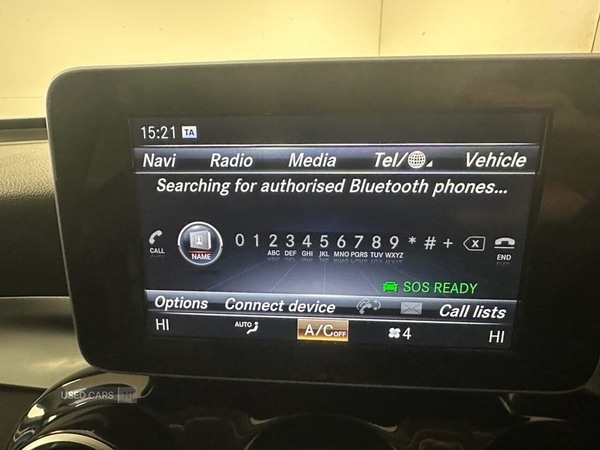 15:21 TA
Navi Radio Media Tel/ Vehicle
Searching for authorised Bluetooth phones...
0 1 2 3 4 5 6 7 8 9 * # +
ABC DEF GHI JKL MNO PQRS TUV WXYZ
CALL NAME END
SOS READY
Options Connect device Call lists
HI AUTO A/C OFF 4 HI
USED CARS